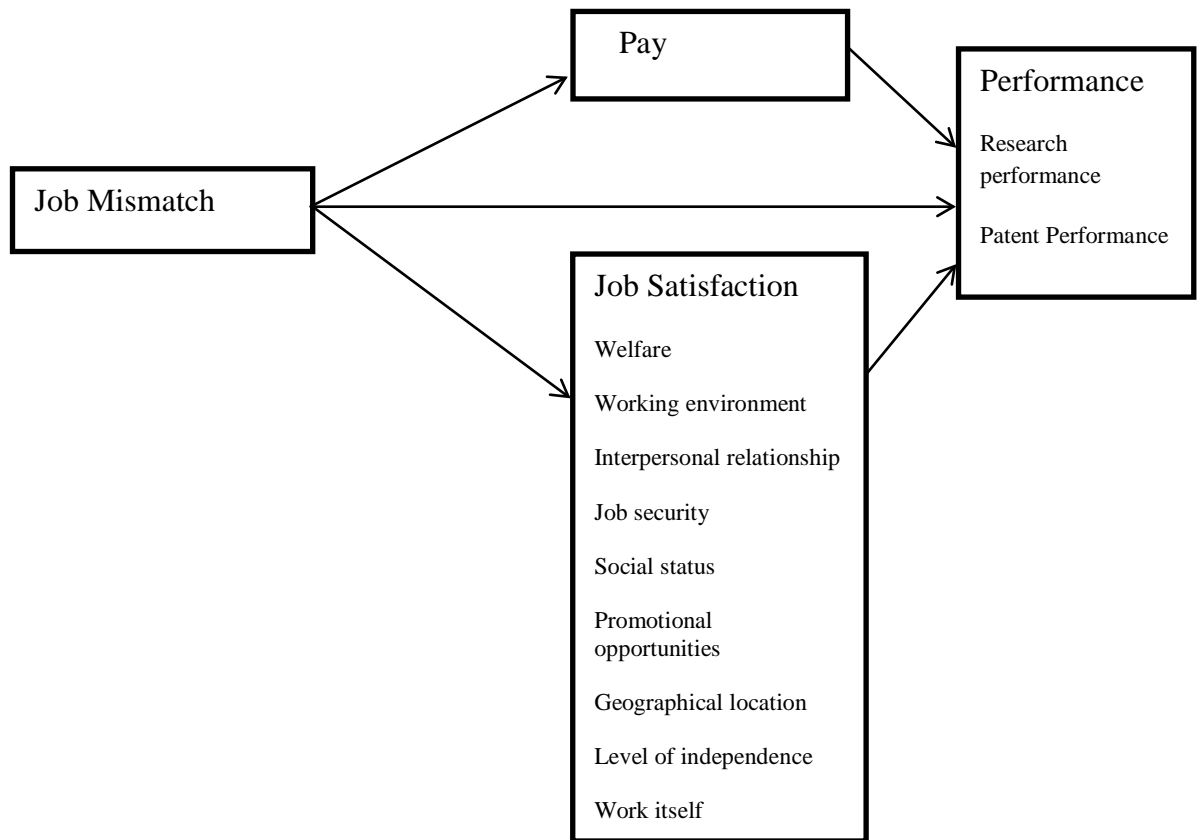 Pay
Performance
Research
performance
Patent Performance
Job Mismatch
Job Satisfaction
Welfare
Working environment
Interpersonal relationship
Job security
Social status
Promotional
opportunities
Geographical location
Level of independence
Work itself